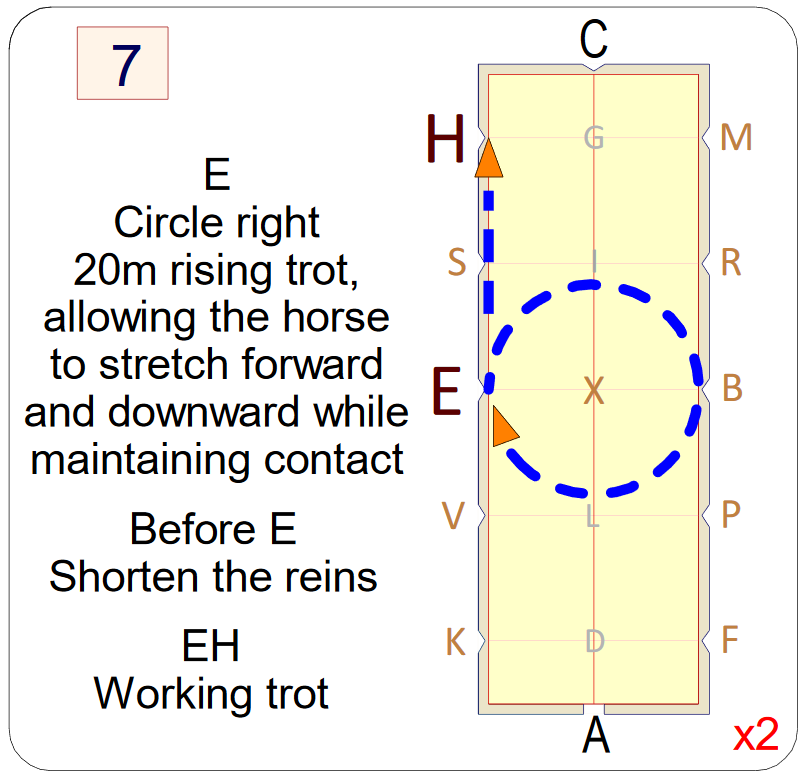 7
E
Circle right
20m rising trot,
allowing the horse
to stretch forward
and downward while
maintaining contact
Before E
Shorten the reins
EH
Working trot
C
H G M
S I R
E X B
V L P
K D F
A
x2